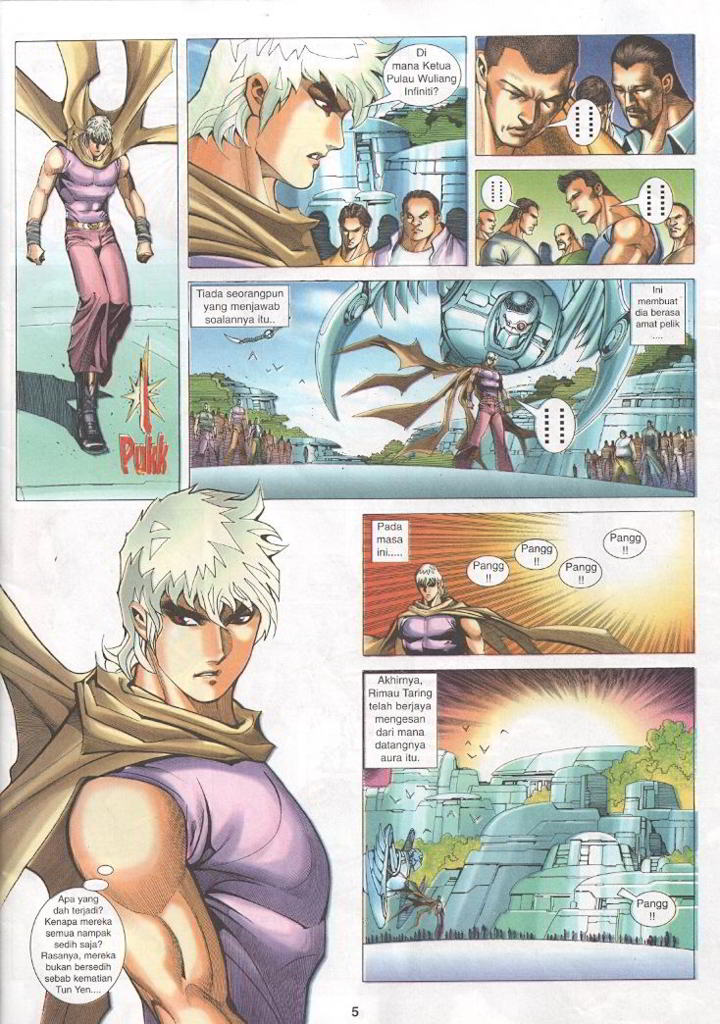 Pukk
Di
mana Ketua
Pulau Wuliang
Infiniti?
Tiada seorangpun
yang menjawab
soalannya itu..
Ini
membuat
dia berasa
amat pelik
....
Apa yang
dah terjadi?
Kenapa mereka
semua nampak
sedih saja?
Rasanya, mereka
bukan bersedih
sebab kematian
Tun Yen....
Pada
masa
ini.....
Pangg
!!
Pangg
!!
Pangg
!!
Pangg
!!
Akhirnya,
Rimau Taring
telah berjaya
mengesan
dari mana
datangnya
aura itu.
Pangg
!!
5